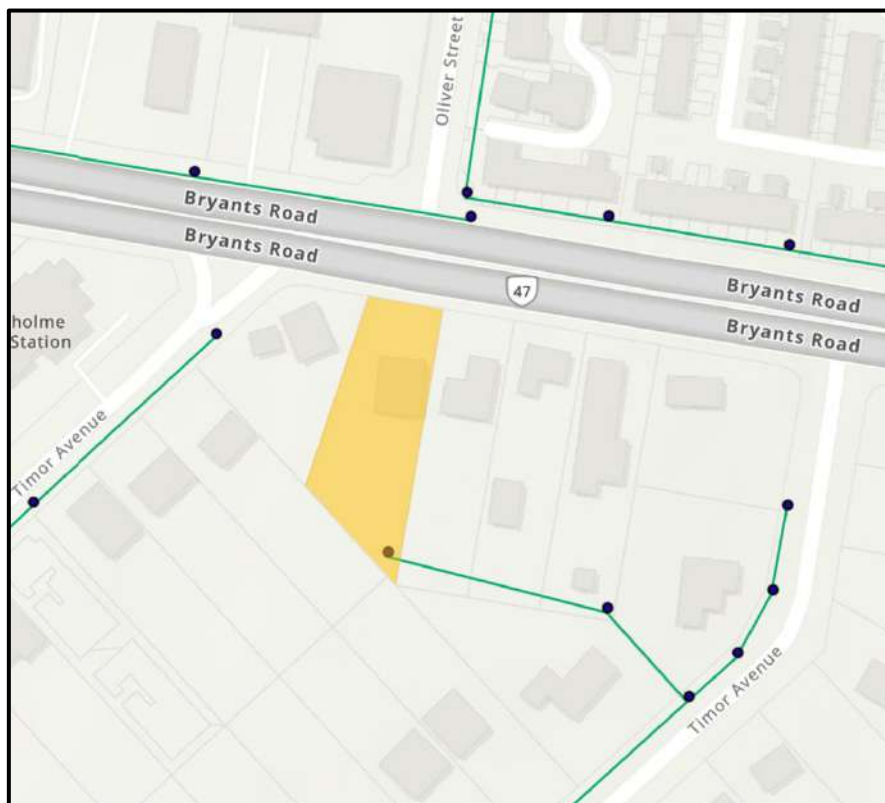 Oliver Street
Bryants Road
Bryants Road
47
Bryants Road
Bryants Road
holme
Station
Timor Avenue
Timor Avenue